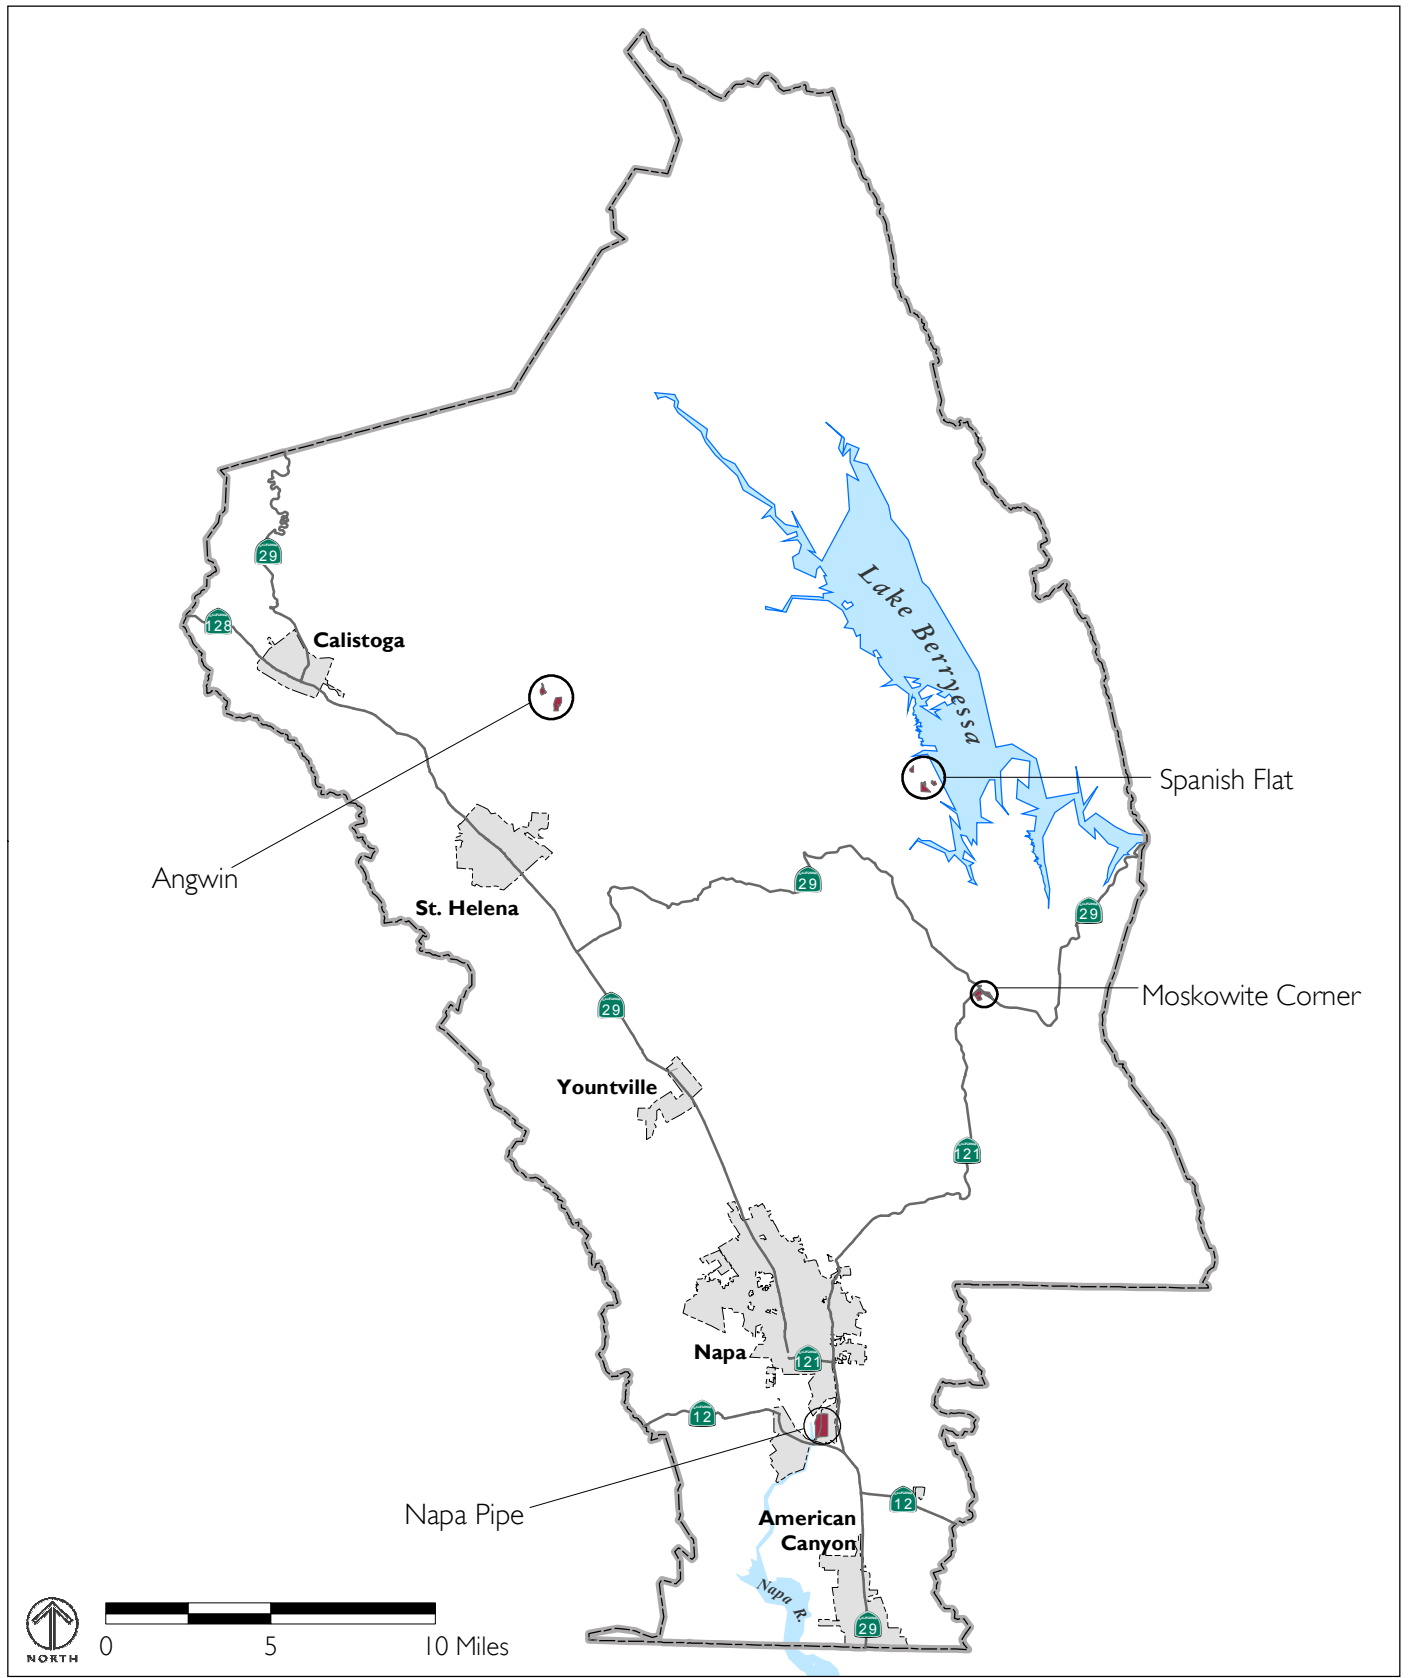 29
128
Calistoga
Lake Berryessa
Spanish Flat
Angwin
29
St. Helena
29
Moskowite Corner
29
Yountville
121
Napa
121
12
Napa Pipe
12
American
Canyon
Napa R.
29
NORTH
0 5 10 Miles